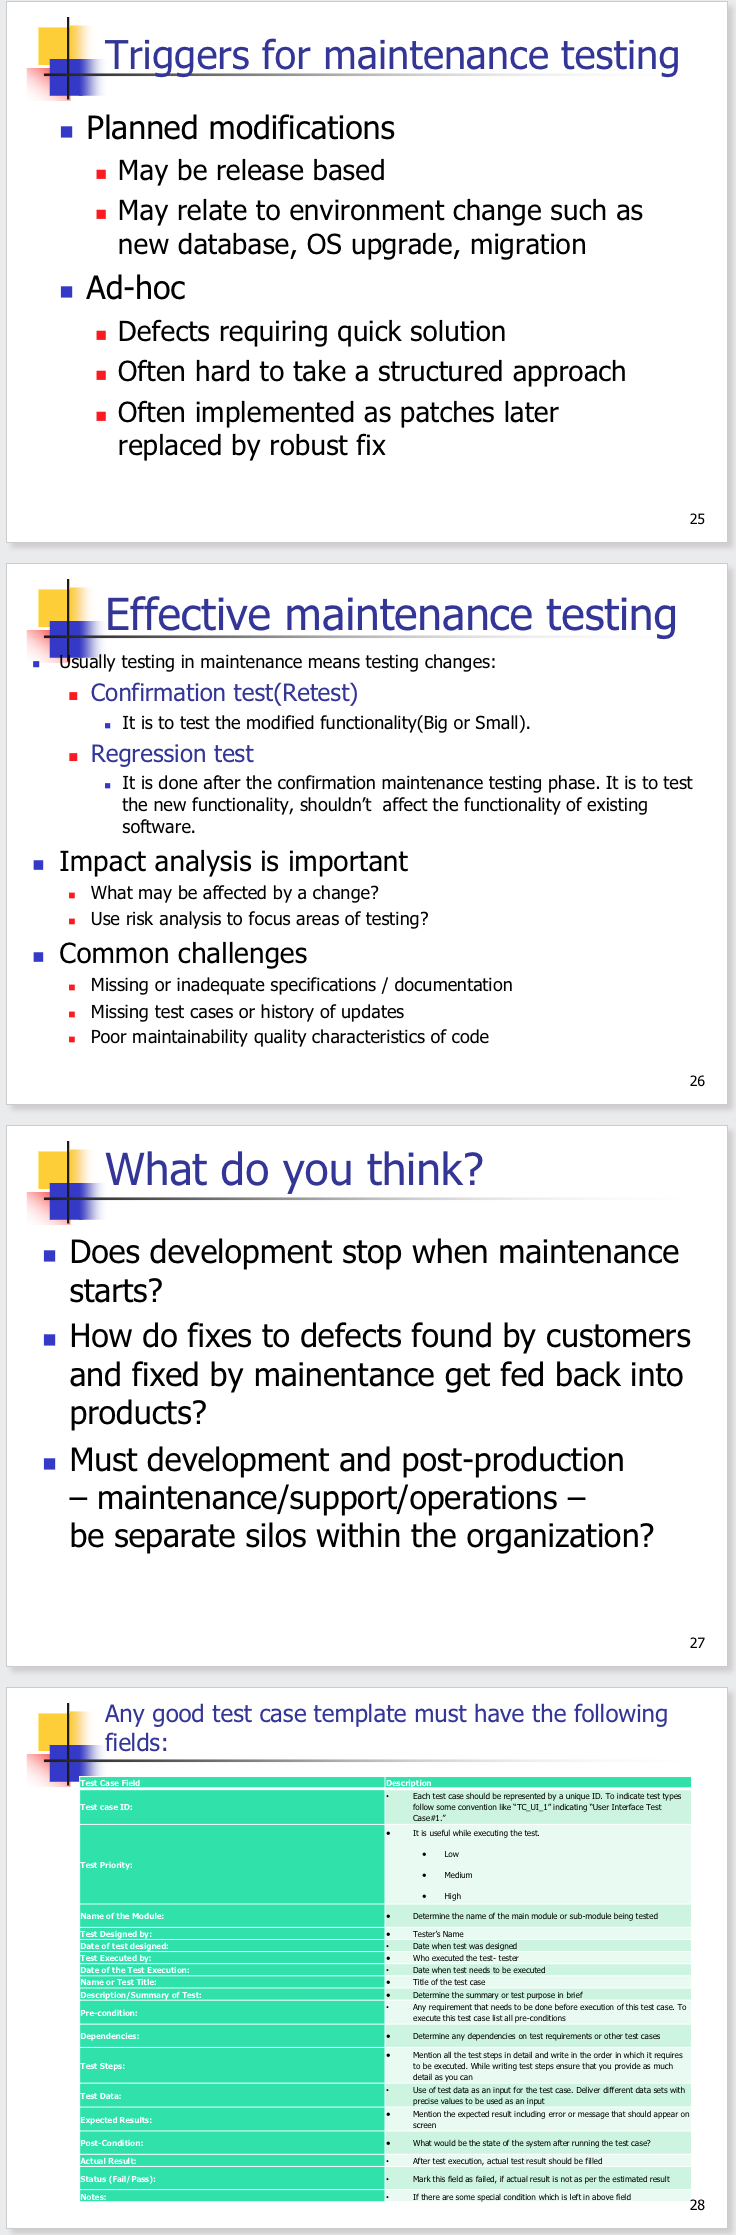 Triggers for maintenance testing
Planned modifications
May be release based
May relate to environment change such as
new database, OS upgrade, migration
Ad-hoc
Defects requiring quick solution
Often hard to take a structured approach
Often implemented as patches later
replaced by robust fix
25
Effective maintenance testing
Usually testing in maintenance means testing changes:
Confirmation test(Retest)
It is to test the modified functionality(Big or Small).
Regression test
It is done after the confirmation maintenance testing phase. It is to test
the new functionality, shouldn't affect the functionality of existing
software.
Impact analysis is important
What may be affected by a change?
Use risk analysis to focus areas of testing?
Common challenges
Missing or inadequate specifications / documentation
Missing test cases or history of updates
Poor maintainability quality characteristics of code
26
What do you think?
Does development stop when maintenance
starts?
How do fixes to defects found by customers
and fixed by mainentance get fed back into
products?
Must development and post-production
– maintenance/support/operations –
be separate silos within the organization?
27
Any good test case template must have the following
fields:
Test Case Field Description
Test case ID: • Each test case should be represented by a unique ID. To indicate test types
follow some convention like "TC_UI_1" indicating "User Interface Test
Case#1."
Test Priority: • It is useful while executing the test.
• Low
• Medium
• High
Name of the Module: • Determine the name of the main module or sub-module being tested
Test Designed by: • Tester's Name
Date of test designed: • Date when test was designed
Test Executed by: • Who executed the test- tester
Date of the Test Execution: • Date when test needs to be executed
Name or Test Title: • Title of the test case
Description/Summary of Test: • Determine the summary or test purpose in brief
Pre-condition: • Any requirement that needs to be done before execution of this test case. To
execute this test case list all pre-conditions
Dependencies: • Determine any dependencies on test requirements or other test cases
Test Steps: • Mention all the test steps in detail and write in the order in which it requires
to be executed. While writing test steps ensure that you provide as much
detail as you can
Test Data: • Use of test data as an input for the test case. Deliver different data sets with
precise values to be used as an input
Expected Results: • Mention the expected result including error or message that should appear on
screen
Post-Condition: • What would be the state of the system after running the test case?
Actual Result: • After test execution, actual test result should be filled
Status (Fail/Pass): • Mark this field as failed, if actual result is not as per the estimated result
Notes: • If there are some special condition which is left in above field
28